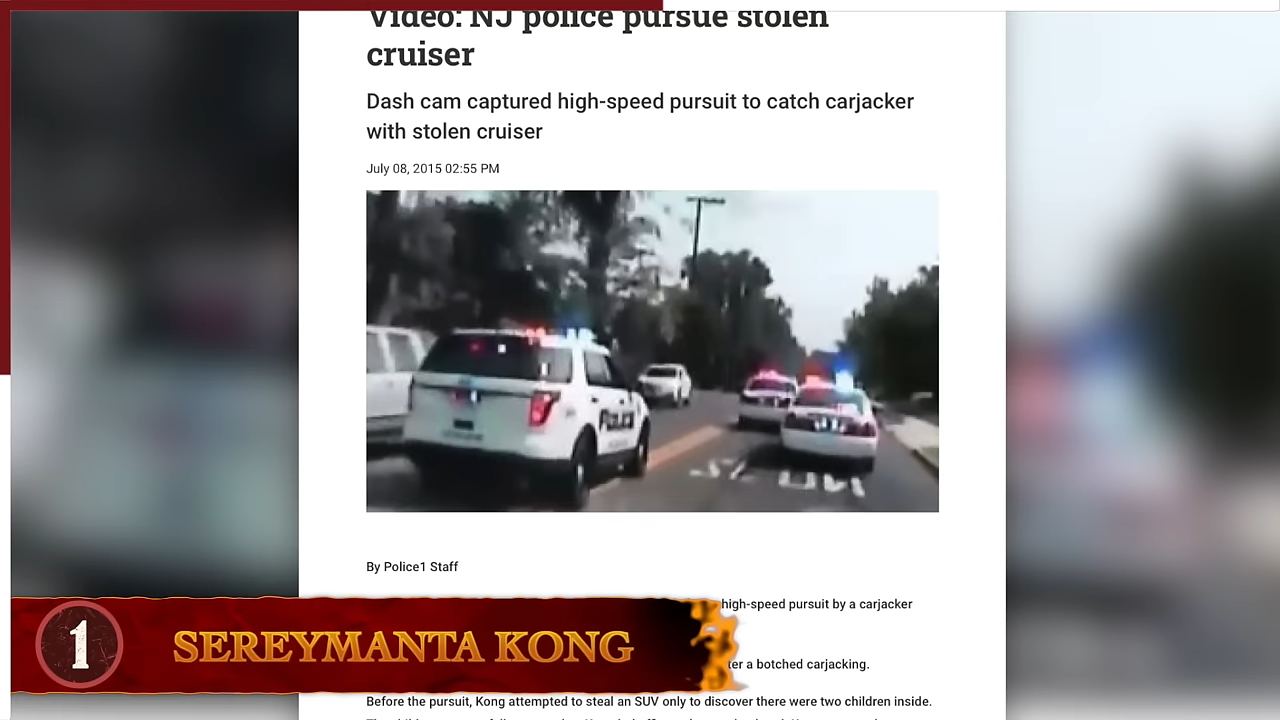 Video: NJ police pursue stolen
cruiser
Dash cam captured high-speed pursuit to catch carjacker
with stolen cruiser
July 08, 2015 02:55 PM
POLICE
By Police1 Staff
high-speed pursuit by a carjacker
1
SEREYMANTA KONG
ter a botched carjacking.
Before the pursuit, Kong attempted to steal an SUV only to discover there were two children inside.